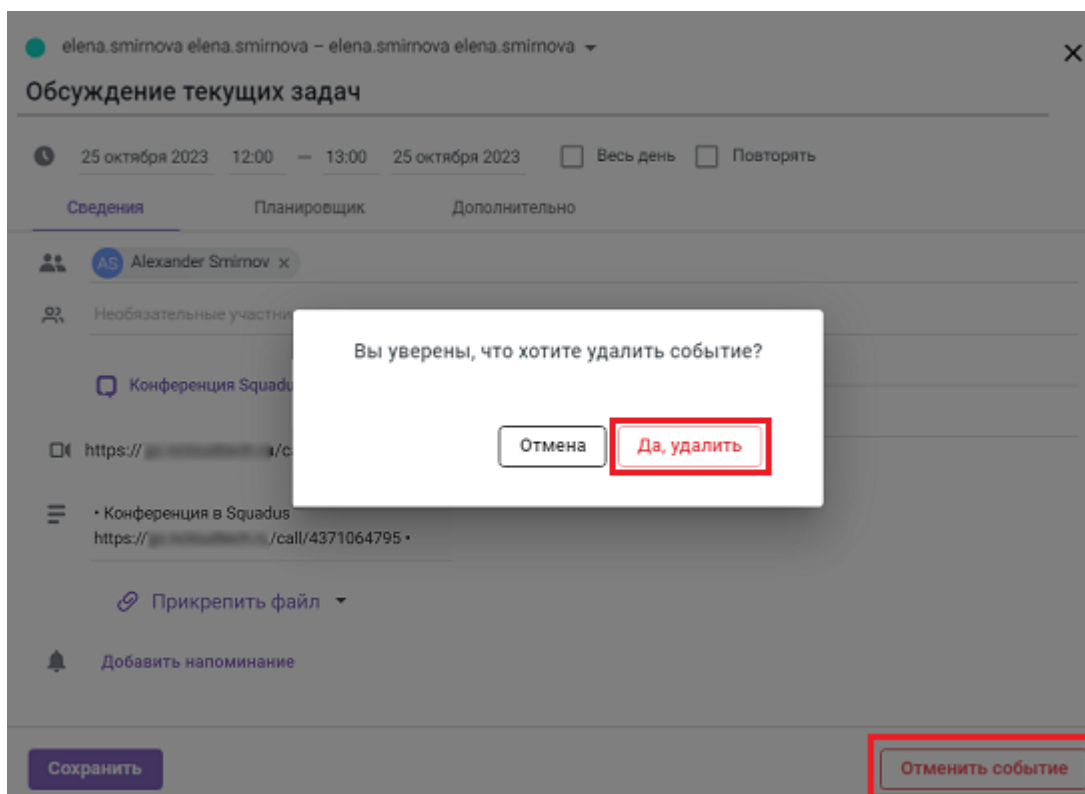 elena.smirnova elena.smirnova – elena.smirnova elena.smirnova
Обсуждение текущих задач
25 октября 2023 12:00 — 13:00 25 октября 2023 Весь день Повторять
Сведения Планировщик Дополнительно
AS Alexander Smirnov ×
Необязательные
Вы уверены, что хотите удалить событие?
Конференция
https:// /c
Отмена Да, удалить
• Конференция в Squadus
https:// /call/4371064795 •
Прикрепить файл
Добавить напоминание
Сохранить Отменить событие